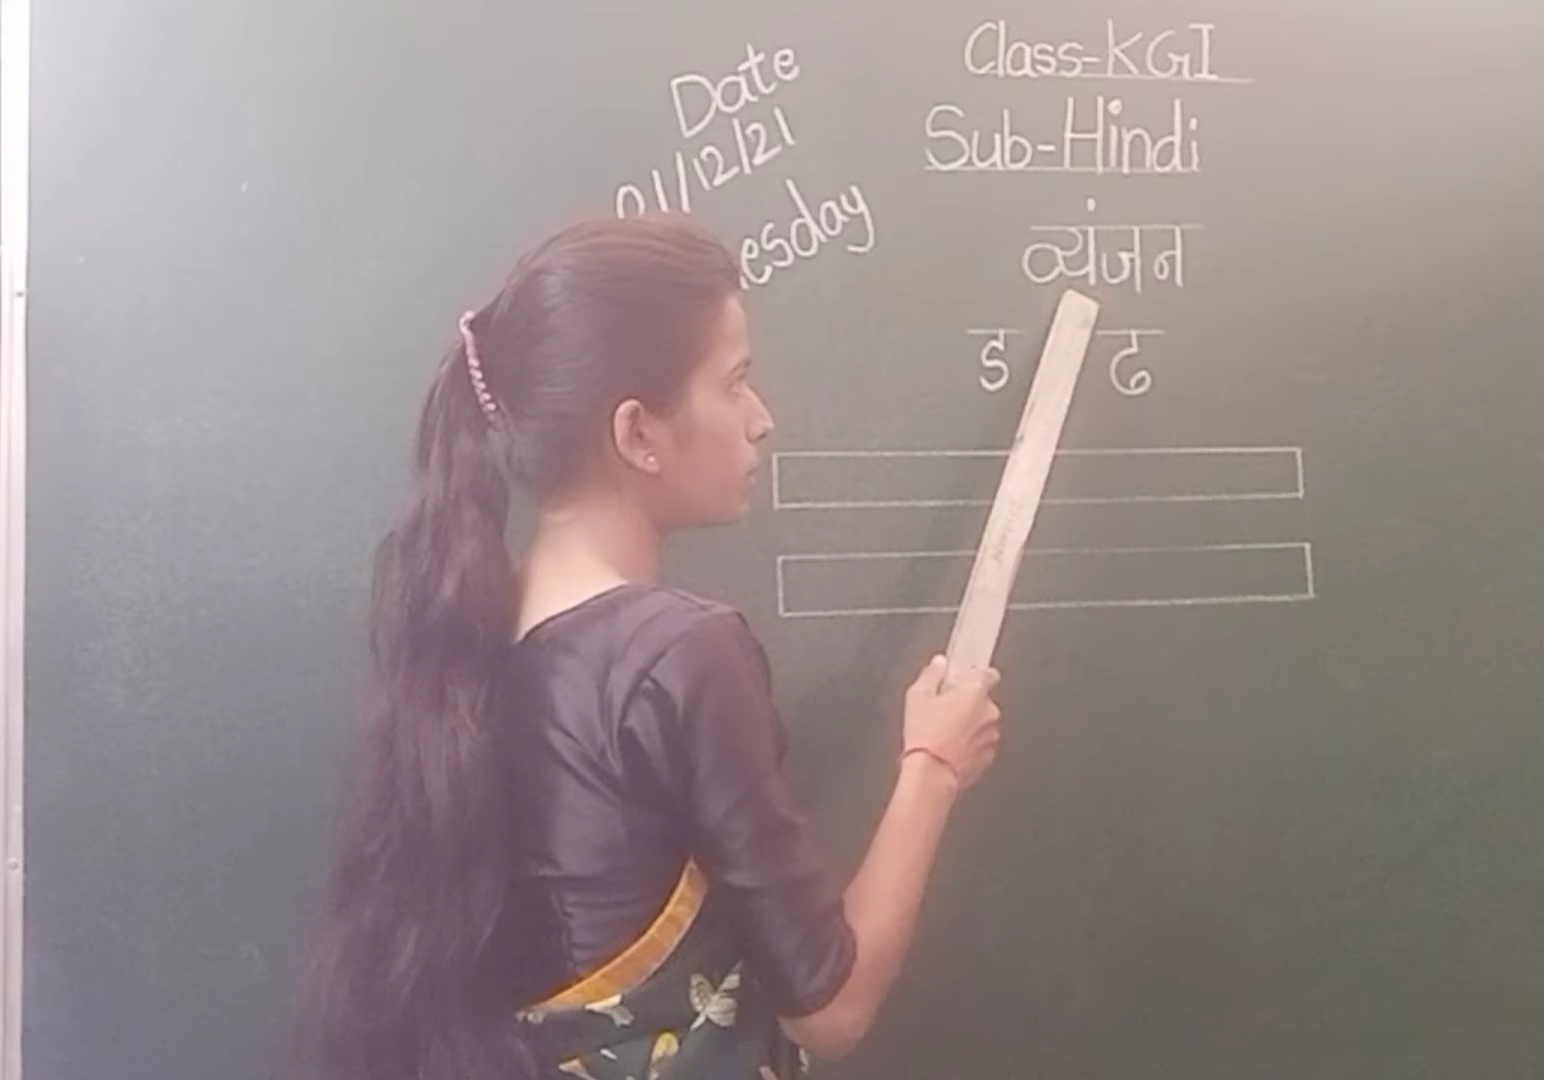 Date
01/12/21
esday
Class-KGI
Sub-Hindi
व्यंजन
ड ढ